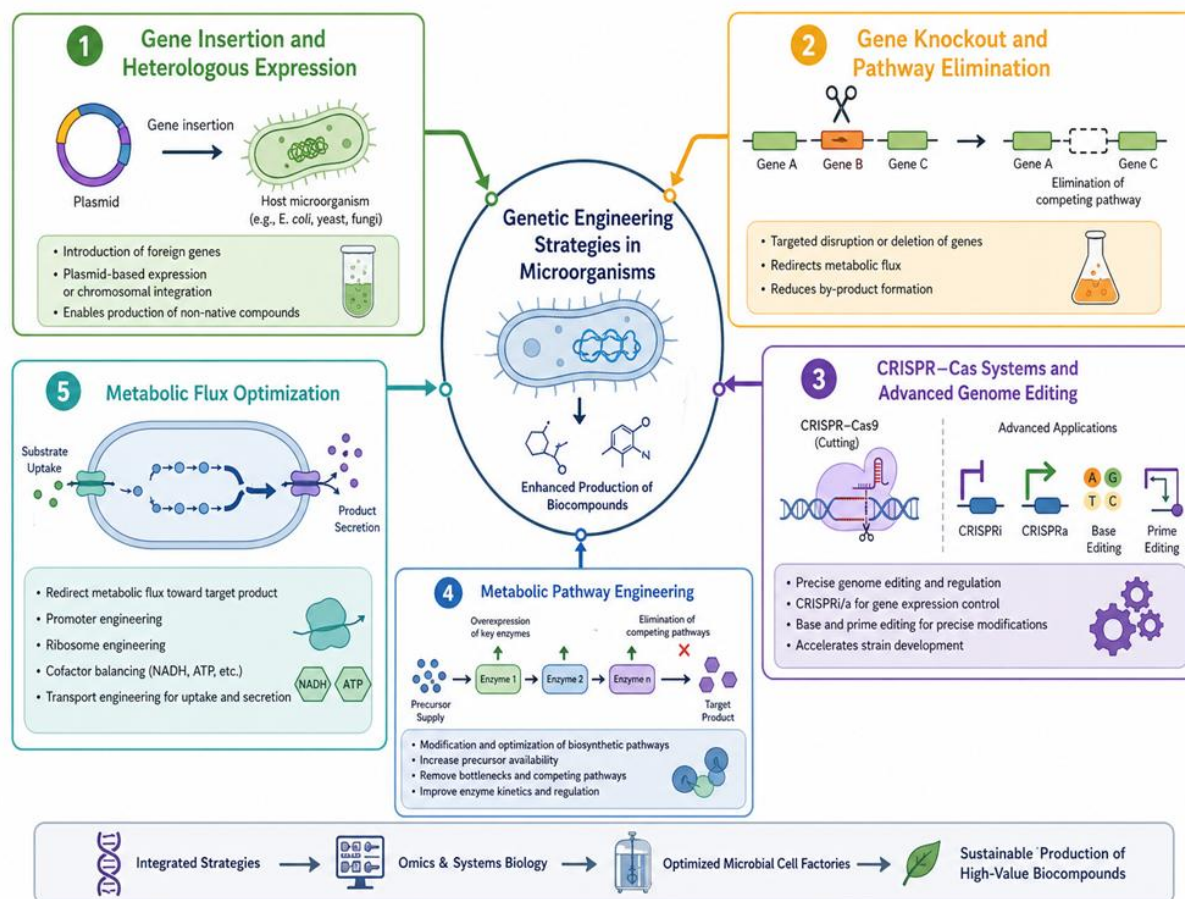 1
Gene Insertion and
Heterologous Expression
Gene insertion
Plasmid
Host microorganism
(e.g., E. coli, yeast, fungi)
• Introduction of foreign genes
• Plasmid-based expression
or chromosomal integration
• Enables production of non-native compounds
2
Gene Knockout and
Pathway Elimination
Gene A
Gene B
Gene C
Gene A
Gene C
Elimination of
competing pathway
• Targeted disruption or deletion of genes
• Redirects metabolic flux
• Reduces by-product formation
Genetic Engineering
Strategies in
Microorganisms
O
O
N
Enhanced Production of
Biocompounds
3
CRISPR–Cas Systems and
Advanced Genome Editing
CRISPR–Cas9
(Cutting)
Advanced Applications
A G
T C
CRISPRi
CRISPRa
Base
Editing
Prime
Editing
• Precise genome editing and regulation
• CRISPRi/a for gene expression control
• Base and prime editing for precise modifications
• Accelerates strain development
4
Metabolic Pathway Engineering
Overexpression
of key enzymes
Elimination of
competing pathways
Precursor
Supply
Enzyme 1
Enzyme 2
Enzyme n
Target
Product
• Modification and optimization of biosynthetic pathways
• Increase precursor availability
• Remove bottlenecks and competing pathways
• Improve enzyme kinetics and regulation
5
Metabolic Flux Optimization
Substrate
Uptake
Product
Secretion
• Redirect metabolic flux toward target product
• Promoter engineering
• Ribosome engineering
• Cofactor balancing (NADH, ATP, etc.)
• Transport engineering for uptake and secretion
NADH
ATP
Integrated Strategies
Omics & Systems Biology
Optimized Microbial Cell Factories
Sustainable Production of
High-Value Biocompounds